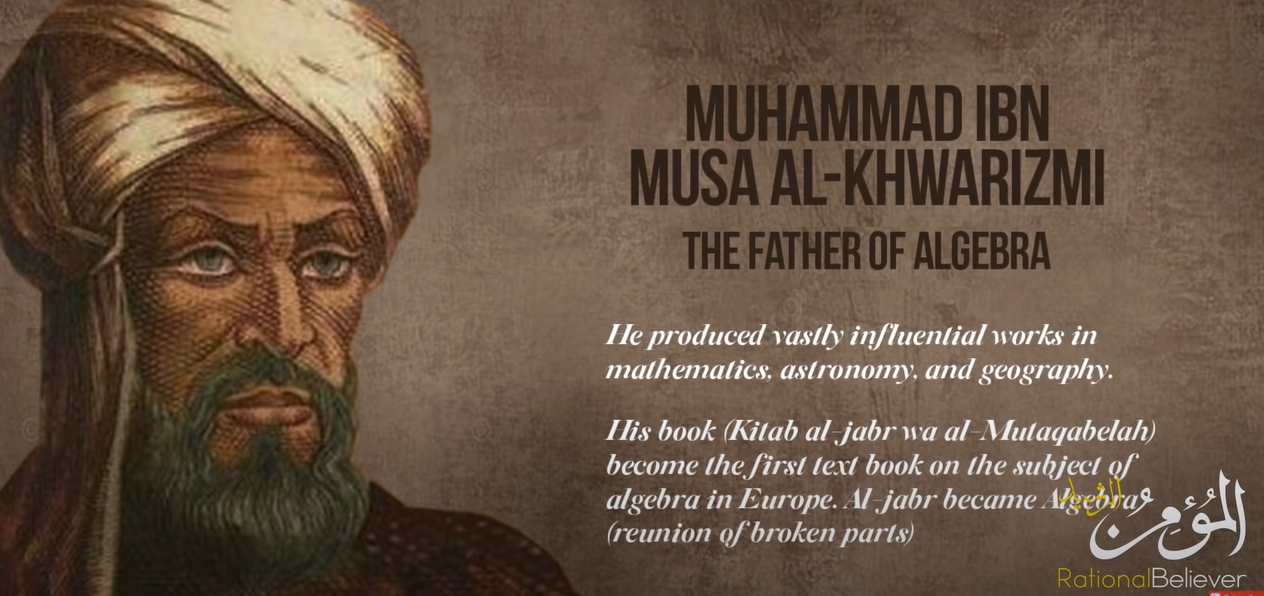 MUHAMMAD IBN
MUSA AL-KHWARIZMI
THE FATHER OF ALGEBRA
He produced vastly influential works in
mathematics, astronomy, and geography.
His book (Kitab al-jabr wa al-Mutaqabelah)
become the first text book on the subject of
algebra in Europe. Al-jabr became Algebra
(reunion of broken parts)
المُؤمِنُ
RationalBeliever